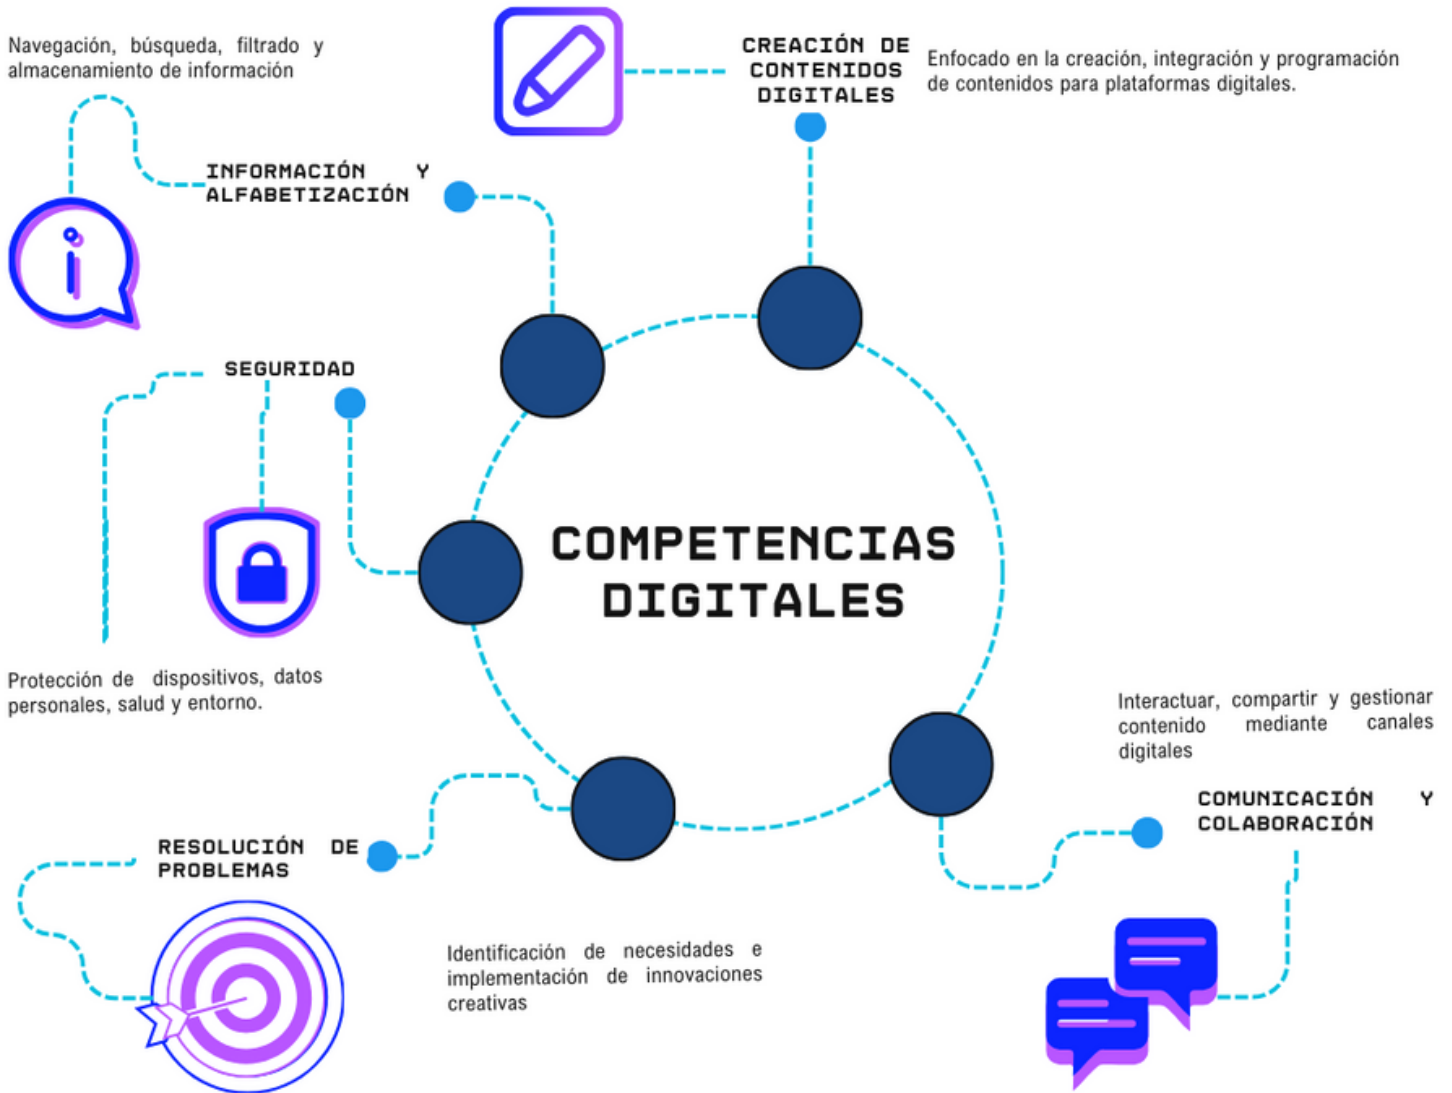 Navegación, búsqueda, filtrado y
almacenamiento de información
CREACIÓN DE
CONTENIDOS
DIGITALES
Enfocado en la creación, integración y programación
de contenidos para plataformas digitales.
INFORMACIÓN Y
ALFABETIZACIÓN
SEGURIDAD
COMPETENCIAS
DIGITALES
Protección de dispositivos, datos
personales, salud y entorno.
Interactuar, compartir y gestionar
contenido mediante canales
digitales
COMUNICACIÓN Y
COLABORACIÓN
RESOLUCIÓN DE
PROBLEMAS
Identificación de necesidades e
implementación de innovaciones
creativas